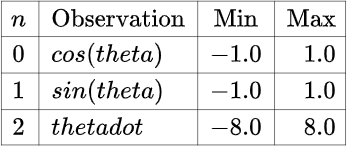 n Observation Min Max
0 cos(theta) −1.0 1.0
1 sin(theta) −1.0 1.0
2 thetadot −8.0 8.0